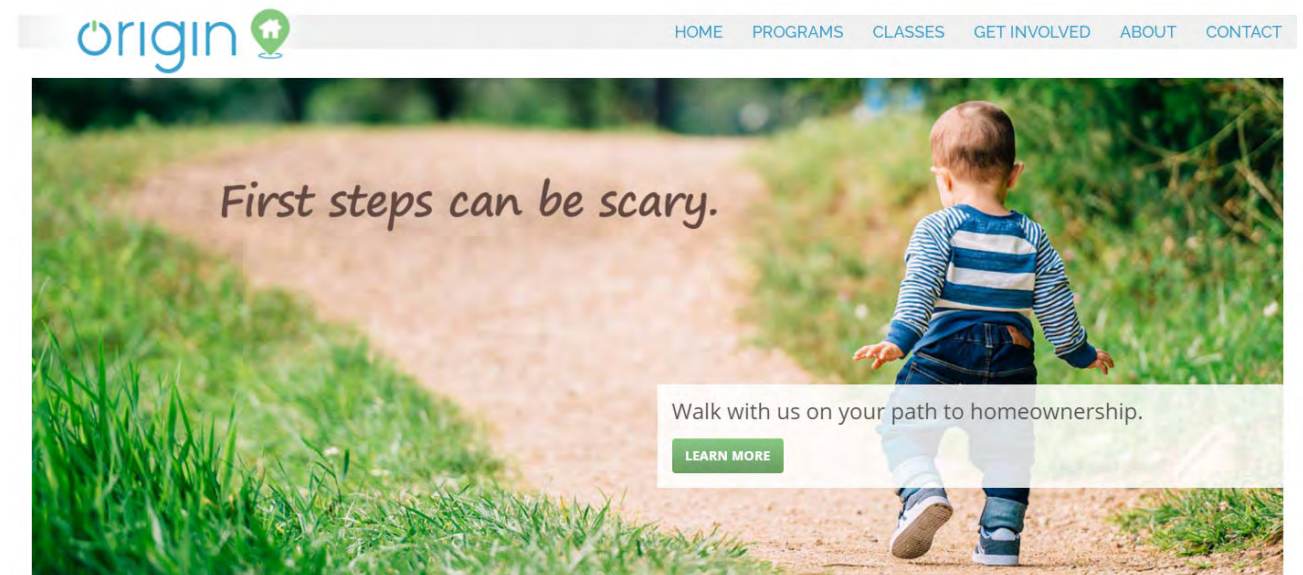 origin
HOME PROGRAMS CLASSES GET INVOLVED ABOUT CONTACT
First steps can be scary.
Walk with us on your path to homeownership.
LEARN MORE